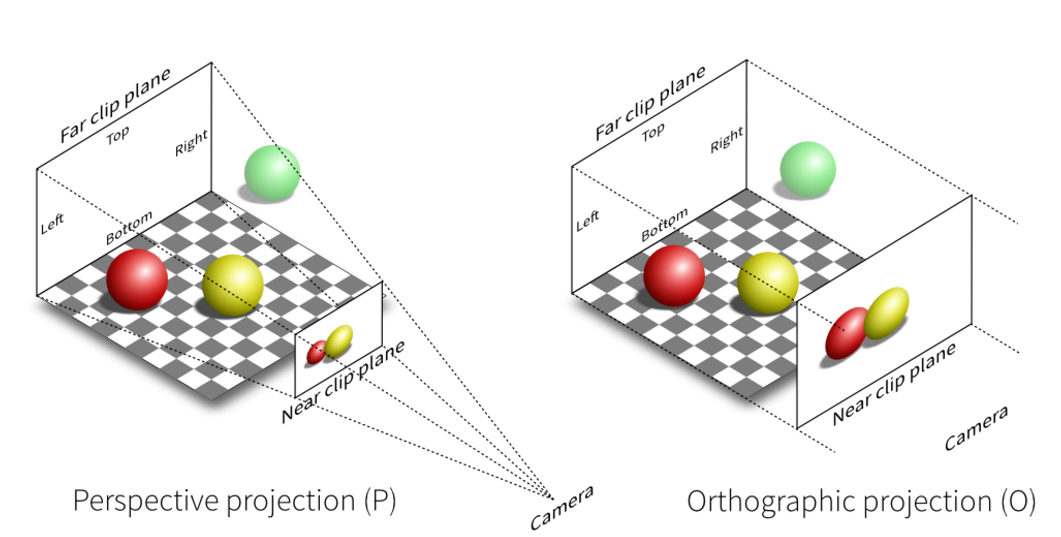 Far clip plane
Top
Right
Left
Bottom
Near clip plane
Camera
Perspective projection (P)
Far clip plane
Top
Right
Left
Bottom
Near clip plane
Camera
Orthographic projection (O)